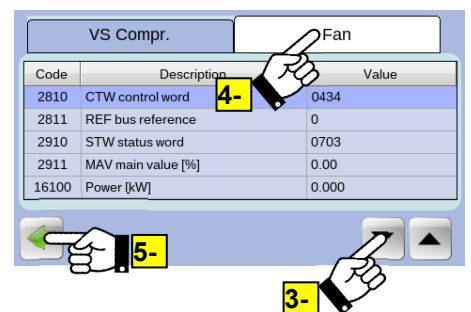 VS Compr. Fan
Code Description Value
2810 CTW control word 0434
4-
2811 REF bus reference 0
2910 STW status word 0703
2911 MAV main value [%] 0.00
16100 Power [kW] 0.000
5-
3-